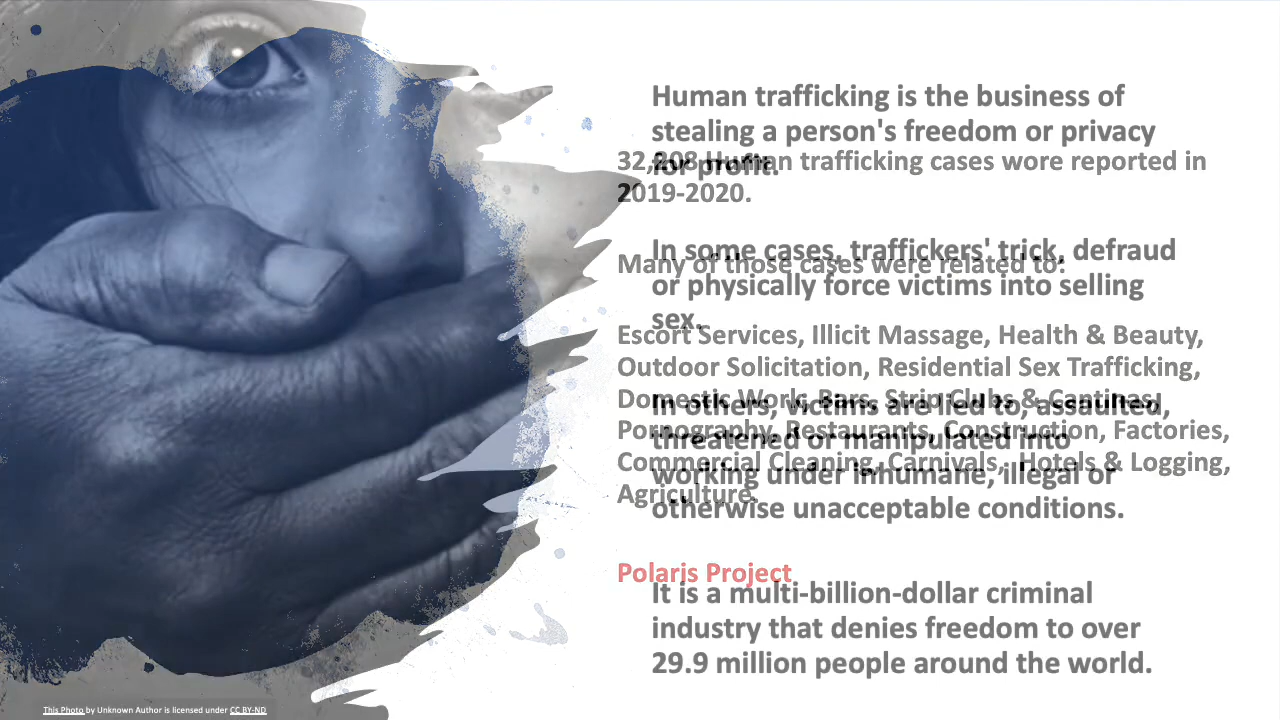 Human trafficking is the business of
stealing a person's freedom or privacy
for profit.
In some cases, traffickers' trick, defraud
or physically force victims into selling
sex.
In others, victims are lied to, assaulted,
threatened or manipulated into
working under inhumane, illegal or
otherwise unacceptable conditions.
It is a multi-billion-dollar criminal
industry that denies freedom to over
29.9 million people around the world.
Human trafficking cases wore reported in
2019-2020.
Many of those cases were related to:
Escort Services, Illicit Massage, Health & Beauty,
Outdoor Solicitation, Residential Sex Trafficking,
Domestic Work, Bars, Strip Clubs & Cantinas,
Pornography, Restaurants, Construction, Factories,
Commercial Cleaning, Carnivals, Hotels & Logging,
Agriculture.
Polaris Project
This Photo by Unknown Author is licensed under CC BY-ND